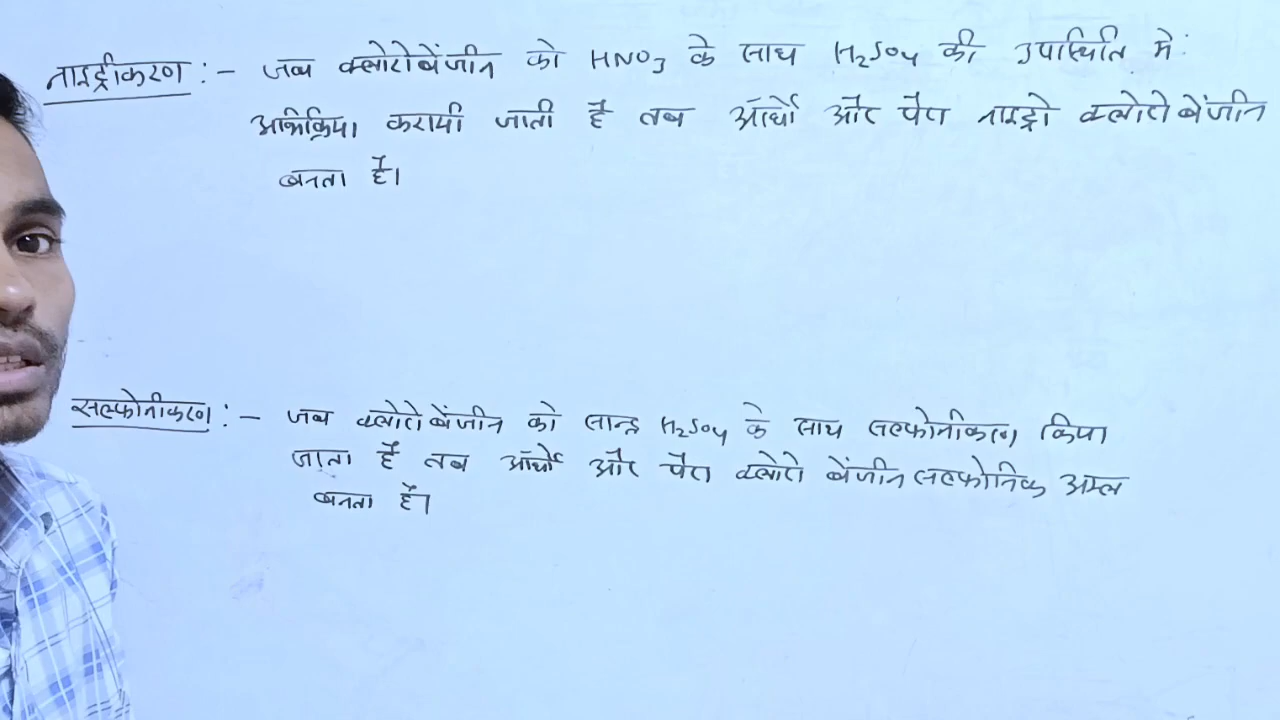 नाइट्रीकरण :- जब क्लोरोबेंजीन को HNO3 के साथ H2SO4 की उपस्थिति में
अभिक्रिया करायी जाती है तब ऑर्थो और पैरा नाइट्रो क्लोरोबेंजीन
बनता है।
सल्फोनीकरण :- जब क्लोरोबेंजीन को सान्द्र H2SO4 के साथ सल्फोनीकरण किया
जाता है तब ऑर्थो और पैरा क्लोरो बेंजीन सल्फोनिक अम्ल
बनता है।